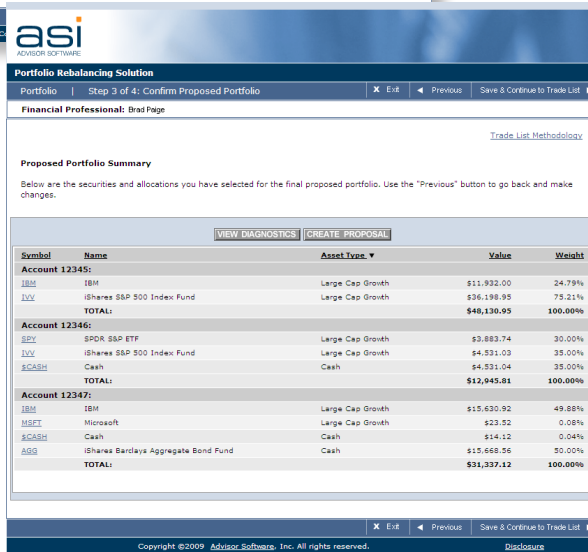 asi
ADVISOR SOFTWARE
Portfolio Rebalancing Solution
Portfolio | Step 3 of 4: Confirm Proposed Portfolio X Exit ◄ Previous Save & Continue to Trade List
Financial Professional: Brad Paige
Trade List Methodology
Proposed Portfolio Summary
Below are the securities and allocations you have selected for the final proposed portfolio. Use the "Previous" button to go back and make
changes.
VIEW DIAGNOSTICS CREATE PROPOSAL
Symbol Name Asset Type ▼ Value Weight
Account 12345:
IBM IBM Large Cap Growth $11,932.00 24.79%
IVV iShares S&P 500 Index Fund Large Cap Growth $36,198.95 75.21%
TOTAL: $48,130.95 100.00%
Account 12346:
SPY SPDR S&P ETF Large Cap Growth $3,883.74 30.00%
IVV iShares S&P 500 Index Fund Large Cap Growth $4,531.03 35.00%
$CASH Cash Cash $4,531.04 35.00%
TOTAL: $12,945.81 100.00%
Account 12347:
IBM IBM Large Cap Growth $15,630.92 49.88%
MSFT Microsoft Large Cap Growth $23.52 0.08%
$CASH Cash Cash $14.12 0.04%
AGG iShares Barclays Aggregate Bond Fund Cash $15,668.56 50.00%
TOTAL: $31,337.12 100.00%
X Exit ◄ Previous Save & Continue to Trade List
Copyright ©2009 Advisor Software, Inc. All rights reserved. Disclosure